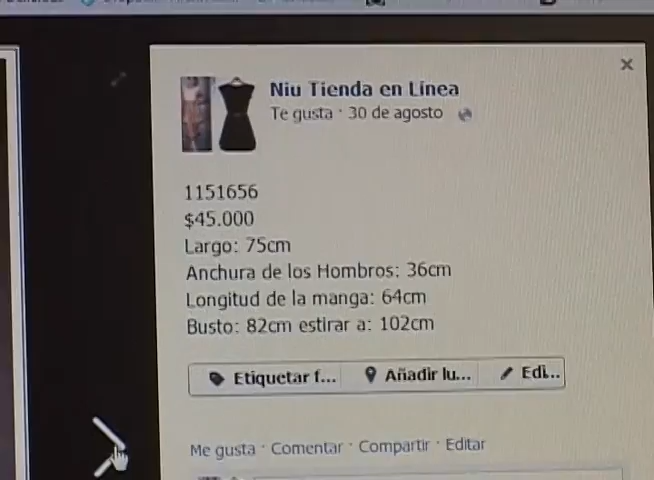 Niu Tienda en Línea
Te gusta · 30 de agosto
1151656
$45.000
Largo: 75cm
Anchura de los Hombros: 36cm
Longitud de la manga: 64cm
Busto: 82cm estirar a: 102cm
Etiquetar f... Añadir lu... Edi...
Me gusta · Comentar · Compartir · Editar